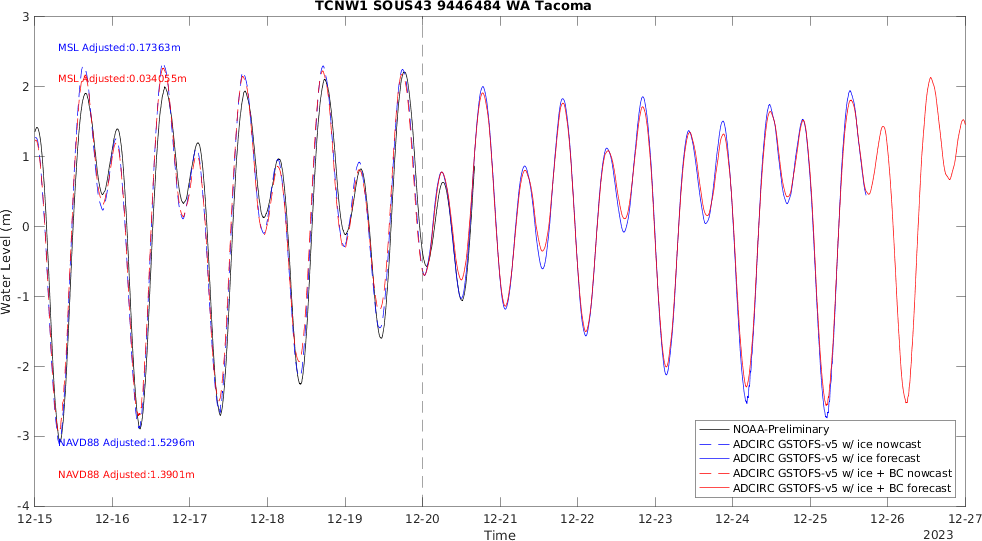 TCNW1 SOUS43 9446484 WA Tacoma
3
2
1
0
-1
-2
-3
-4
Water Level (m)
MSL Adjusted:0.17363m
MSL Adjusted:0.034055m
NAVD88 Adjusted:1.5296m
NAVD88 Adjusted:1.3901m
NOAA-Preliminary
ADCIRC GSTOFS-v5 w/ ice nowcast
ADCIRC GSTOFS-v5 w/ ice forecast
ADCIRC GSTOFS-v5 w/ ice + BC nowcast
ADCIRC GSTOFS-v5 w/ ice + BC forecast
12-15 12-16 12-17 12-18 12-19 12-20 12-21 12-22 12-23 12-24 12-25 12-26 12-27
Time
2023